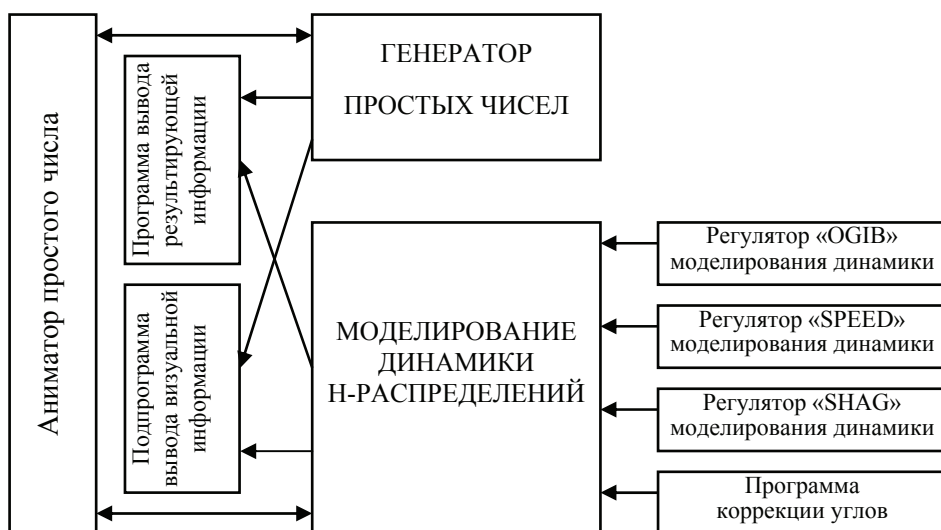 Аниматор простого числа
Программа вывода
результирующей
информации
Подпрограмма
вывода визуальной
информации
ГЕНЕРАТОР
ПРОСТЫХ ЧИСЕЛ
МОДЕЛИРОВАНИЕ
ДИНАМИКИ
Н-РАСПРЕДЕЛЕНИЙ
Регулятор «OGIB»
моделирования динамики
Регулятор «SPEED»
моделирования динамики
Регулятор «SHAG»
моделирования динамики
Программа
коррекции углов